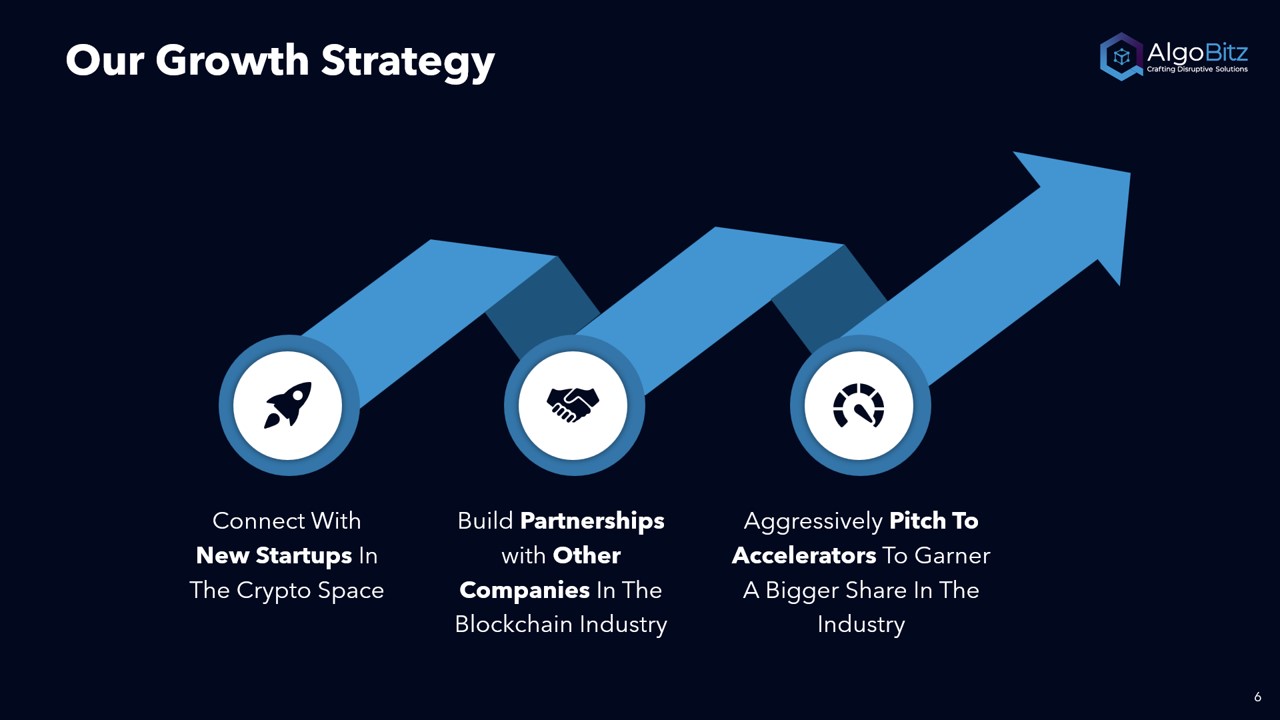 Our Growth Strategy
AlgoBitz
Crafting Disruptive Solutions
Connect With
New Startups In
The Crypto Space
Build Partnerships
with Other
Companies In The
Blockchain Industry
Aggressively Pitch To
Accelerators To Garner
A Bigger Share In The
Industry
6